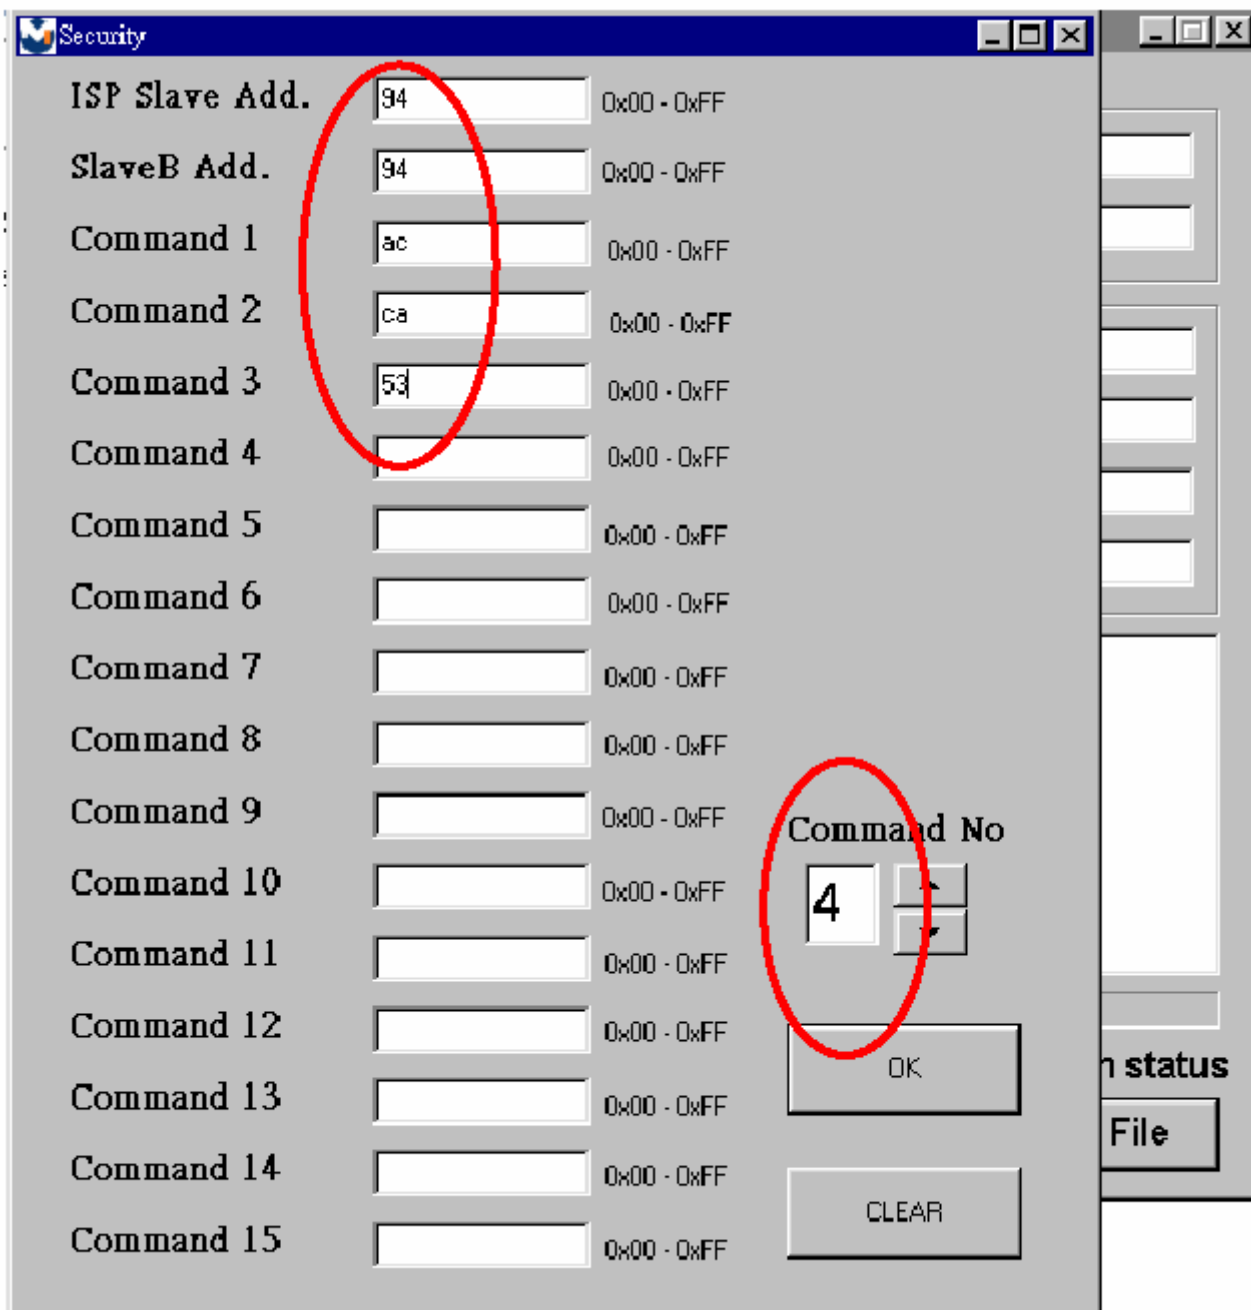 Security
ISP Slave Add. 94 0x00 - 0xFF
SlaveB Add. 94 0x00 - 0xFF
Command 1 ac 0x00 - 0xFF
Command 2 ca 0x00 - 0xFF
Command 3 53 0x00 - 0xFF
Command 4 0x00 - 0xFF
Command 5 0x00 - 0xFF
Command 6 0x00 - 0xFF
Command 7 0x00 - 0xFF
Command 8 0x00 - 0xFF
Command 9 0x00 - 0xFF
Command No
Command 10 0x00 - 0xFF
4
Command 11 0x00 - 0xFF
Command 12 0x00 - 0xFF
OK
status
Command 13 0x00 - 0xFF
File
Command 14 0x00 - 0xFF
CLEAR
Command 15 0x00 - 0xFF